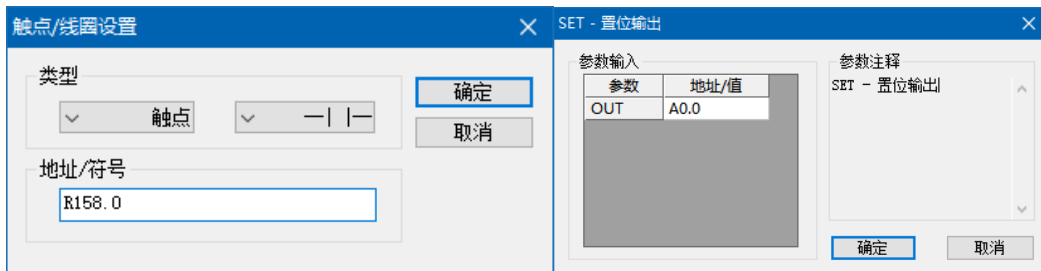 触点/线圈设置
类型
触点
确定
取消
地址/符号
R158.0
SET - 置位输出
参数输入
参数 地址/值
OUT A0.0
参数注释
SET - 置位输出
确定 取消